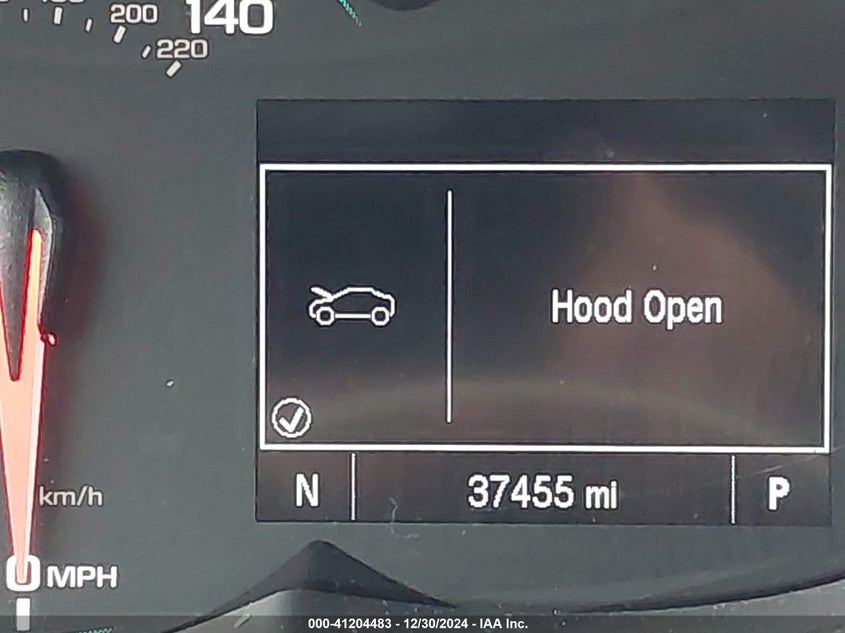 200
140
220
Hood Open
km/h
N
37455 mi
P
0 MPH
000-41204483 - 12/30/2024 - IAA Inc.